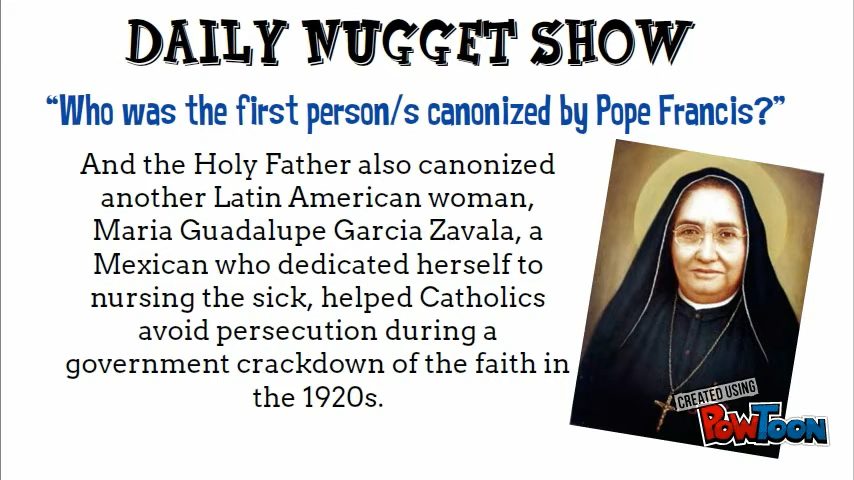 DAILY NUGGET SHOW
“Who was the first person/s canonized by Pope Francis?”
And the Holy Father also canonized
another Latin American woman,
Maria Guadalupe Garcia Zavala, a
Mexican who dedicated herself to
nursing the sick, helped Catholics
avoid persecution during a
government crackdown of the faith in
the 1920s.
CREATED USING
POWTOON